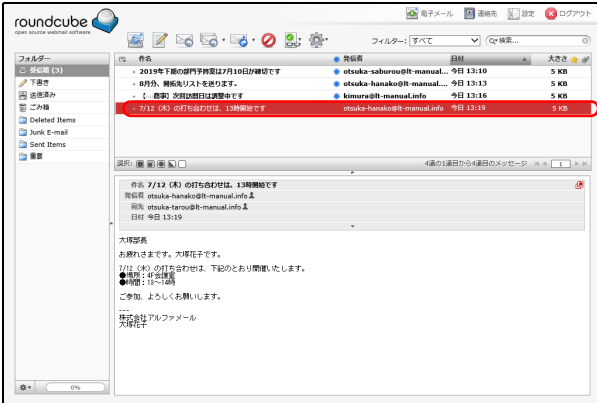 電子メール 連絡先 設定 ログアウト
roundcube
open source webmail software
フィルター: すべて 検索...
フォルダー
受信箱 (3)
下書き
送信済み
ごみ箱
Deleted Items
Junk E-mail
Sent Items
重要
件名 発信者 日付 大きさ
2019年下期の部門予算案は7月10日が締切です otsuka-saburou@lt-manual... 今日 13:10 5 KB
8月分、開拓先リストを送ります。 otsuka-hanako@lt-manual.... 今日 13:13 5 KB
商事】次回訪問日は調整中です kimura@lt-manual.info 今日 13:16 5 KB
7/12（木）の打ち合わせは、13時開始です otsuka-hanako@lt-manual.info 今日 13:19 5 KB
選択:
4通の1通目から4通目のメッセージ 1
件名 7/12（木）の打ち合わせは、13時開始です
発信者 otsuka-hanako@lt-manual.info
宛先 otsuka-tarou@lt-manual.info
日付 今日 13:19
大塚部長
お疲れさまです。大塚花子です。
7/12（木）の打ち合わせは、下記のとおり開催いたします。
●場所：4F会議室
●時間：13～14時
ご参加、よろしくお願いします。
---
株式会社アルファメール
大塚花子
0%